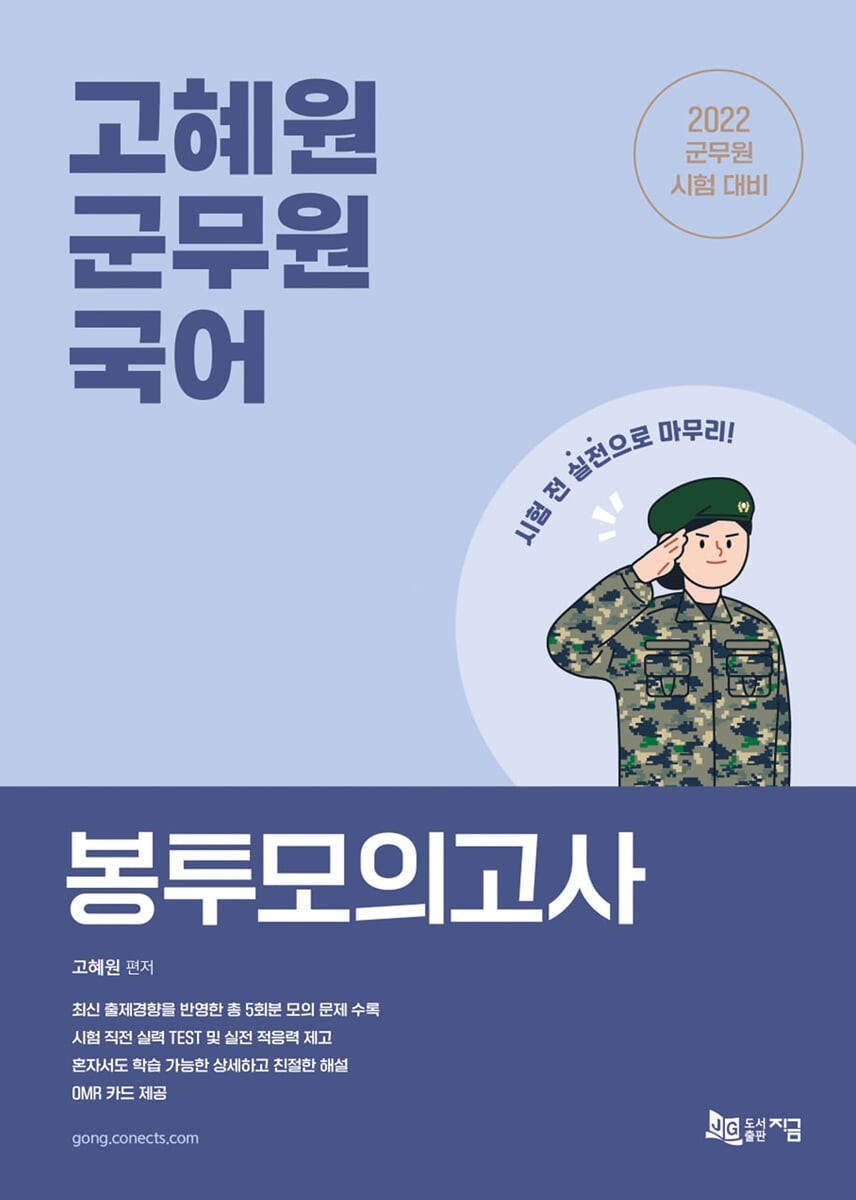 고혜원
군무원
국어
2022
군무원
시험 대비
시험 전 실전으로 마무리!
봉투모의고사
고혜원 편저
최신 출제경향을 반영한 총 5회분 모의 문제 수록
시험 직전 실력 TEST 및 실전 적응력 제고
혼자서도 학습 가능한 상세하고 친절한 해설
OMR 카드 제공
gong.conects.com
JG 도서출판 지금